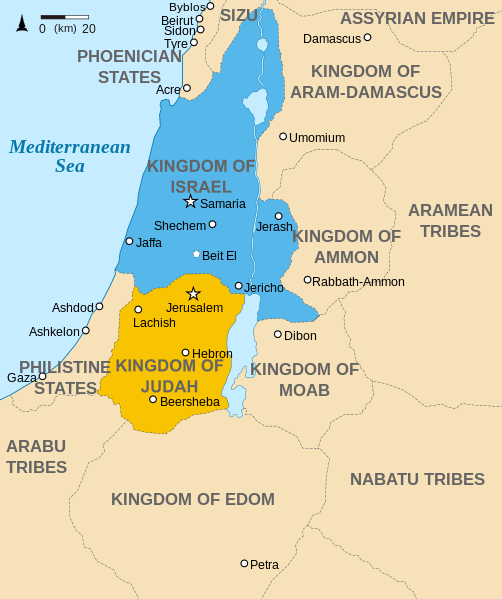 Byblos
SIZU
ASSYRIAN EMPIRE
Beirut
0 (km) 20
Sidon
Damascus
Tyre
PHOENICIAN
STATES
KINGDOM OF
ARAM-DAMASCUS
Acre
Umomium
Mediterranean
Sea
KINGDOM OF
ISRAEL
Samaria
ARAMEAN
TRIBES
Shechem
Jerash
KINGDOM OF
AMMON
Jaffa
Beit El
Rabbath-Ammon
Jericho
Ashdod
Jerusalem
Lachish
Ashkelon
Dibon
Hebron
PHILISTINE
STATES
Gaza
KINGDOM OF
JUDAH
KINGDOM OF
MOAB
Beersheba
ARABU
TRIBES
NABATU TRIBES
KINGDOM OF EDOM
Petra